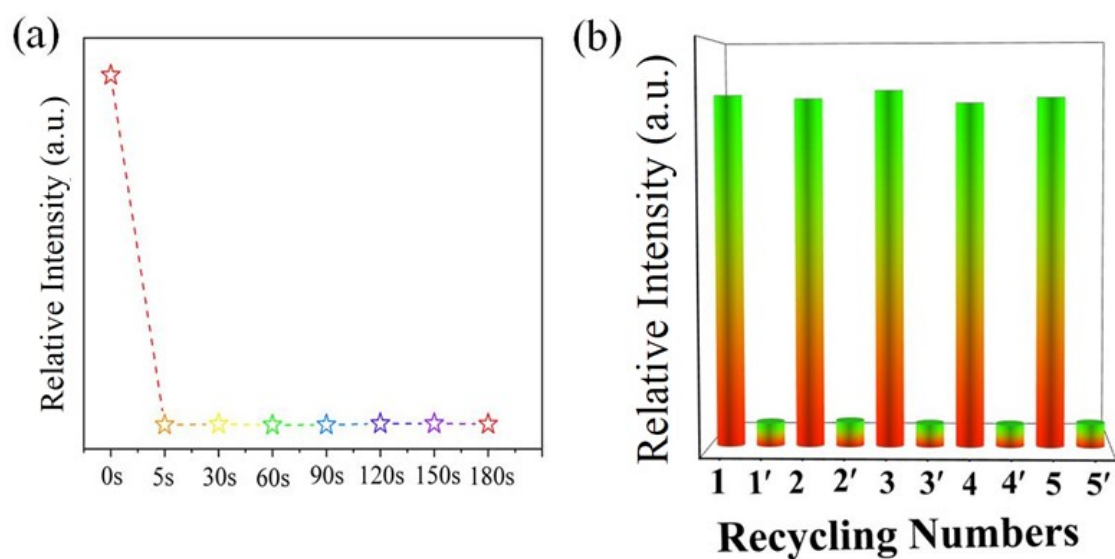 (a)
Relative Intensity (a.u.)
0s 5s 30s 60s 90s 120s 150s 180s
(b)
Relative Intensity (a.u.)
1 1′ 2 2′ 3 3′ 4 4′ 5 5′
Recycling Numbers